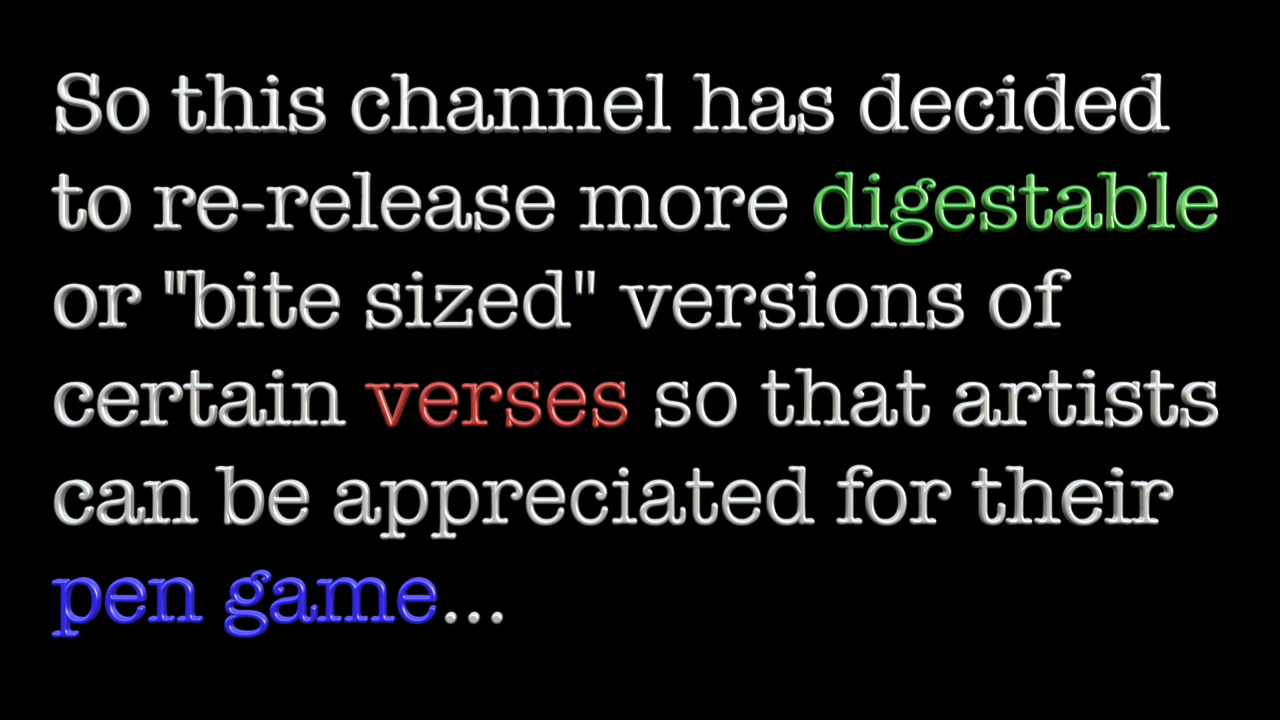 So this channel has decided
to re-release more digestable
or "bite sized" versions of
certain verses so that artists
can be appreciated for their
pen game...